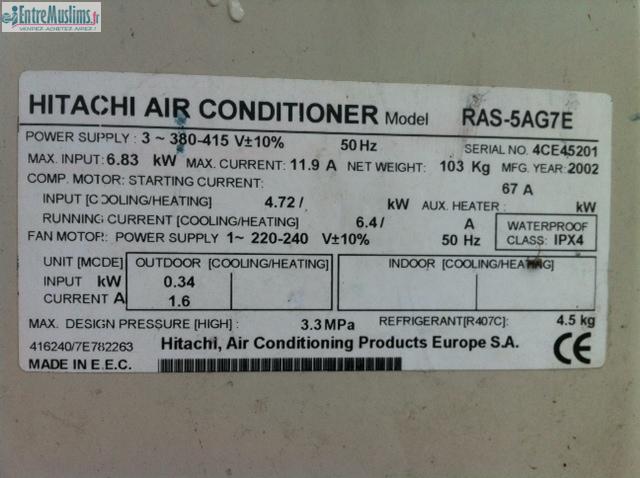 EntreMuslims.fr
VENDEZ, ACHETEZ, AIDEZ !
HITACHI AIR CONDITIONER Model RAS-5AG7E
POWER SUPPLY : 3 ~ 380-415 V±10% 50 Hz SERIAL NO. 4CE45201
MAX. INPUT: 6.83 kW MAX. CURRENT: 11.9 A NET WEIGHT: 103 Kg MFG. YEAR: 2002
COMP. MOTOR: STARTING CURRENT: 67 A
INPUT [COOLING/HEATING] 4.72 / kW AUX. HEATER : kW
RUNNING CURRENT [COOLING/HEATING] 6.4 / A
FAN MOTOR: POWER SUPPLY 1~ 220-240 V±10% 50 Hz
WATERPROOF
CLASS: IPX4
UNIT [MODE] OUTDOOR [COOLING/HEATING] INDOOR [COOLING/HEATING]
INPUT kW 0.34
CURRENT A 1.6
MAX. DESIGN PRESSURE [HIGH] : 3.3 MPa REFRIGERANT[R407C]: 4.5 kg
416240/7E782263 Hitachi, Air Conditioning Products Europe S.A.
MADE IN E.E.C. CE